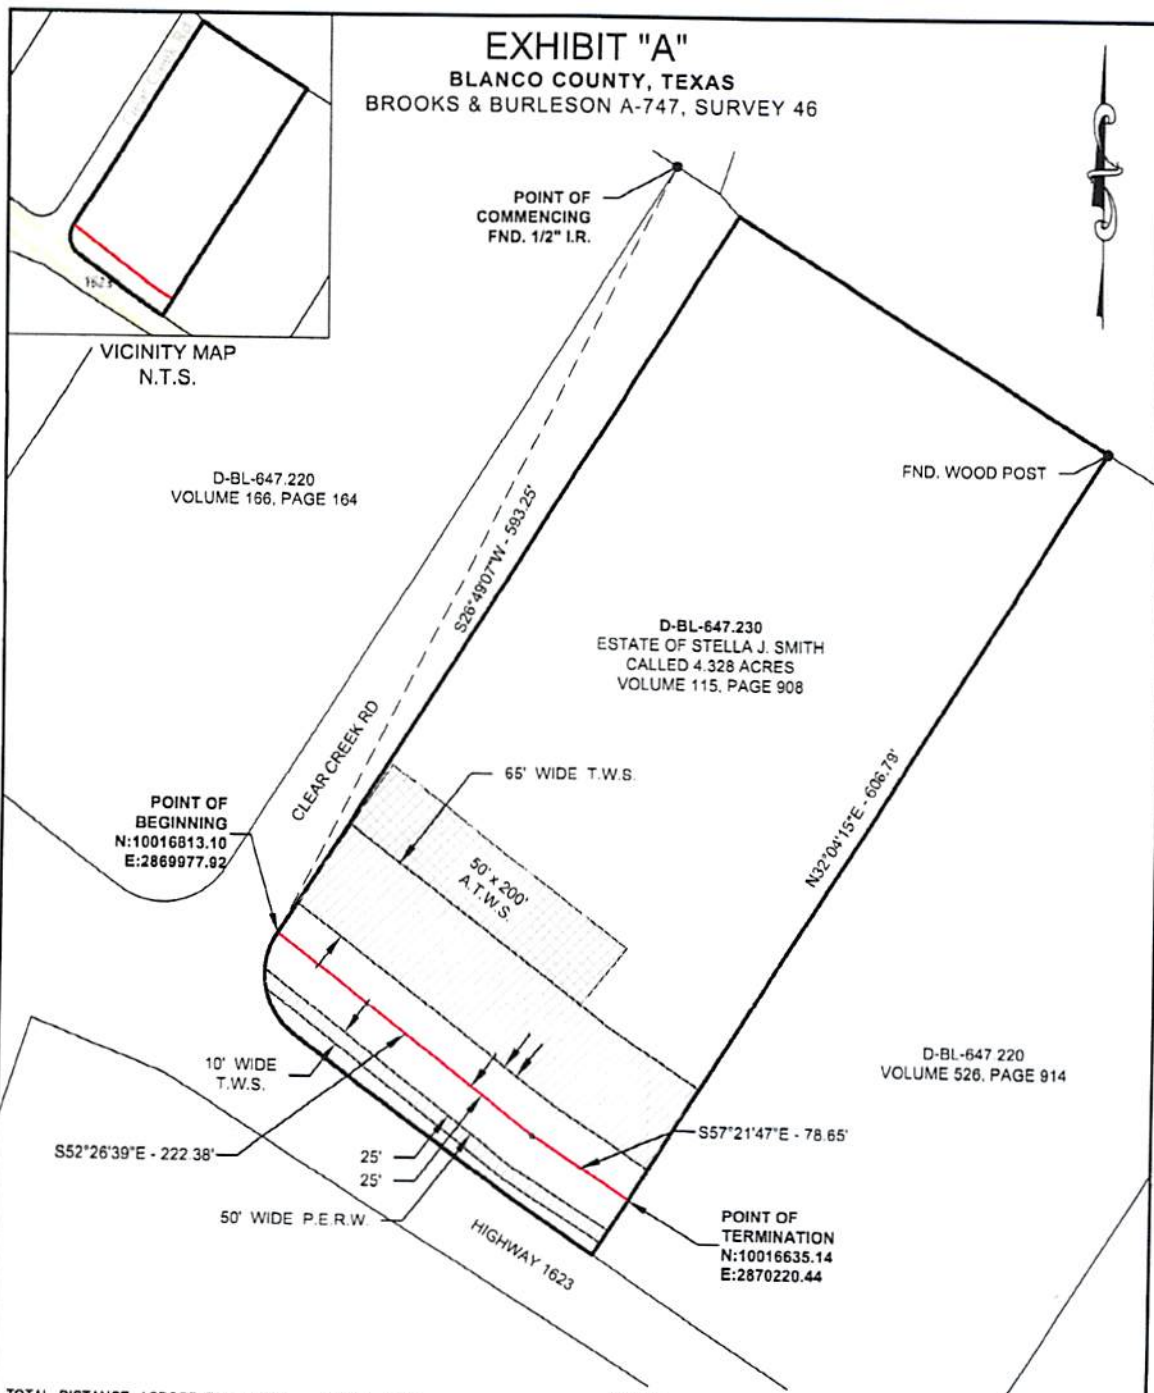 EXHIBIT "A"
BLANCO COUNTY, TEXAS
BROOKS & BURLESON A-747, SURVEY 46
1623
VICINITY MAP
N.T.S.
POINT OF
COMMENCING
FND. 1/2" I.R.
FND. WOOD POST
D-BL-647.220
VOLUME 166, PAGE 164
S26°49'07"W - 593.25'
D-BL-647.230
ESTATE OF STELLA J. SMITH
CALLED 4.328 ACRES
VOLUME 115, PAGE 908
CLEAR CREEK RD
65' WIDE T.W.S.
N32°04'15"E - 606.79'
POINT OF
BEGINNING
N:10016813.10
E:2869977.92
50' x 200'
A.T.W.S.
10' WIDE
T.W.S.
D-BL-647.220
VOLUME 526, PAGE 914
S52°26'39"E - 222.38'
S57°21'47"E - 78.65'
25'
25'
50' WIDE P.E.R.W.
HIGHWAY 1623
POINT OF
TERMINATION
N:10016635.14
E:2870220.44